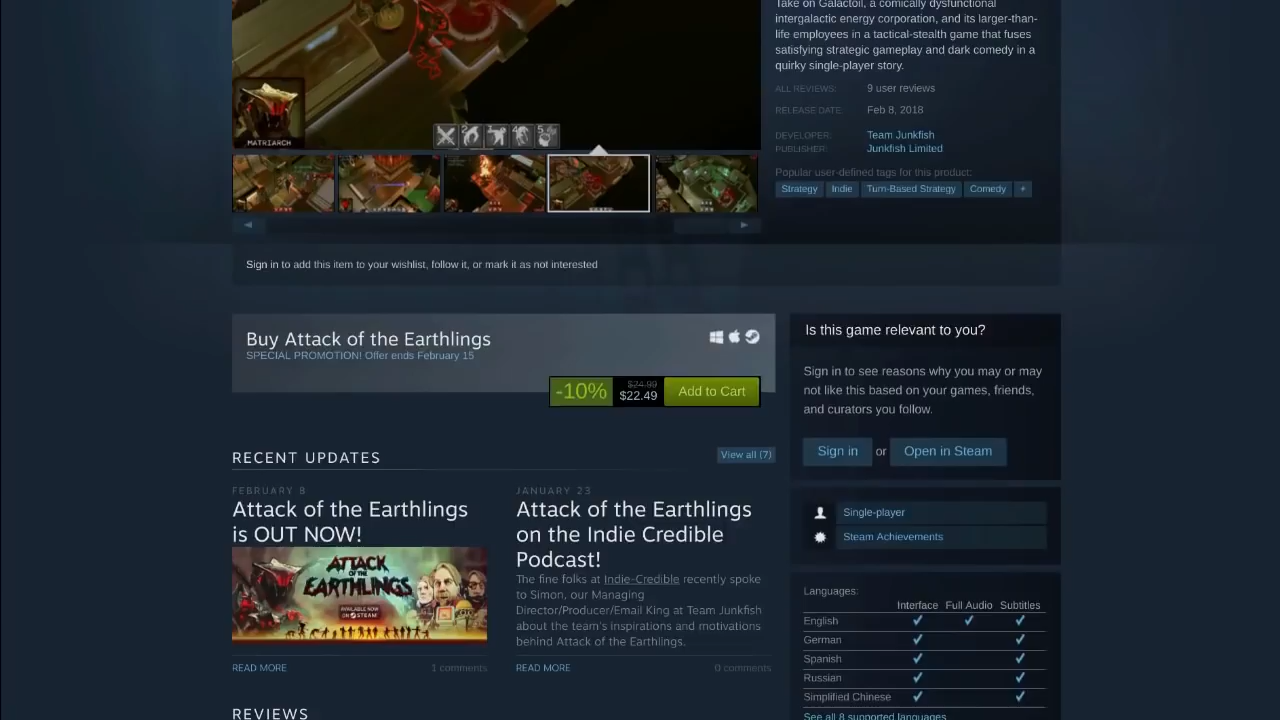 Take on Galactoil, a comically dysfunctional
intergalactic energy corporation, and its larger-than-
life employees in a tactical-stealth game that fuses
satisfying strategic gameplay and dark comedy in a
quirky single-player story.
ALL REVIEWS: 9 user reviews
RELEASE DATE: Feb 8, 2018
DEVELOPER: Team Junkfish
PUBLISHER: Junkfish Limited
Popular user-defined tags for this product:
Strategy Indie Turn-Based Strategy Comedy +
MATRIARCH
Sign in to add this item to your wishlist, follow it, or mark it as not interested
Buy Attack of the Earthlings
SPECIAL PROMOTION! Offer ends February 15
-10% $24.99 $22.49 Add to Cart
RECENT UPDATES View all (7)
FEBRUARY 8
Attack of the Earthlings
is OUT NOW!
ATTACK
OF THE
EARTHLINGS
AVAILABLE NOW
ON STEAM!
READ MORE 1 comments
JANUARY 23
Attack of the Earthlings
on the Indie Credible
Podcast!
The fine folks at Indie-Credible recently spoke
to Simon, our Managing
Director/Producer/Email King at Team Junkfish
about the team's inspirations and motivations
behind Attack of the Earthlings.
READ MORE 0 comments
REVIEWS
Is this game relevant to you?
Sign in to see reasons why you may or may
not like this based on your games, friends,
and curators you follow.
Sign in or Open in Steam
Single-player
Steam Achievements
Languages:
Interface Full Audio Subtitles
English ✓ ✓ ✓
German ✓ ✓
Spanish ✓ ✓
Russian ✓ ✓
Simplified Chinese ✓ ✓
See all 8 supported languages